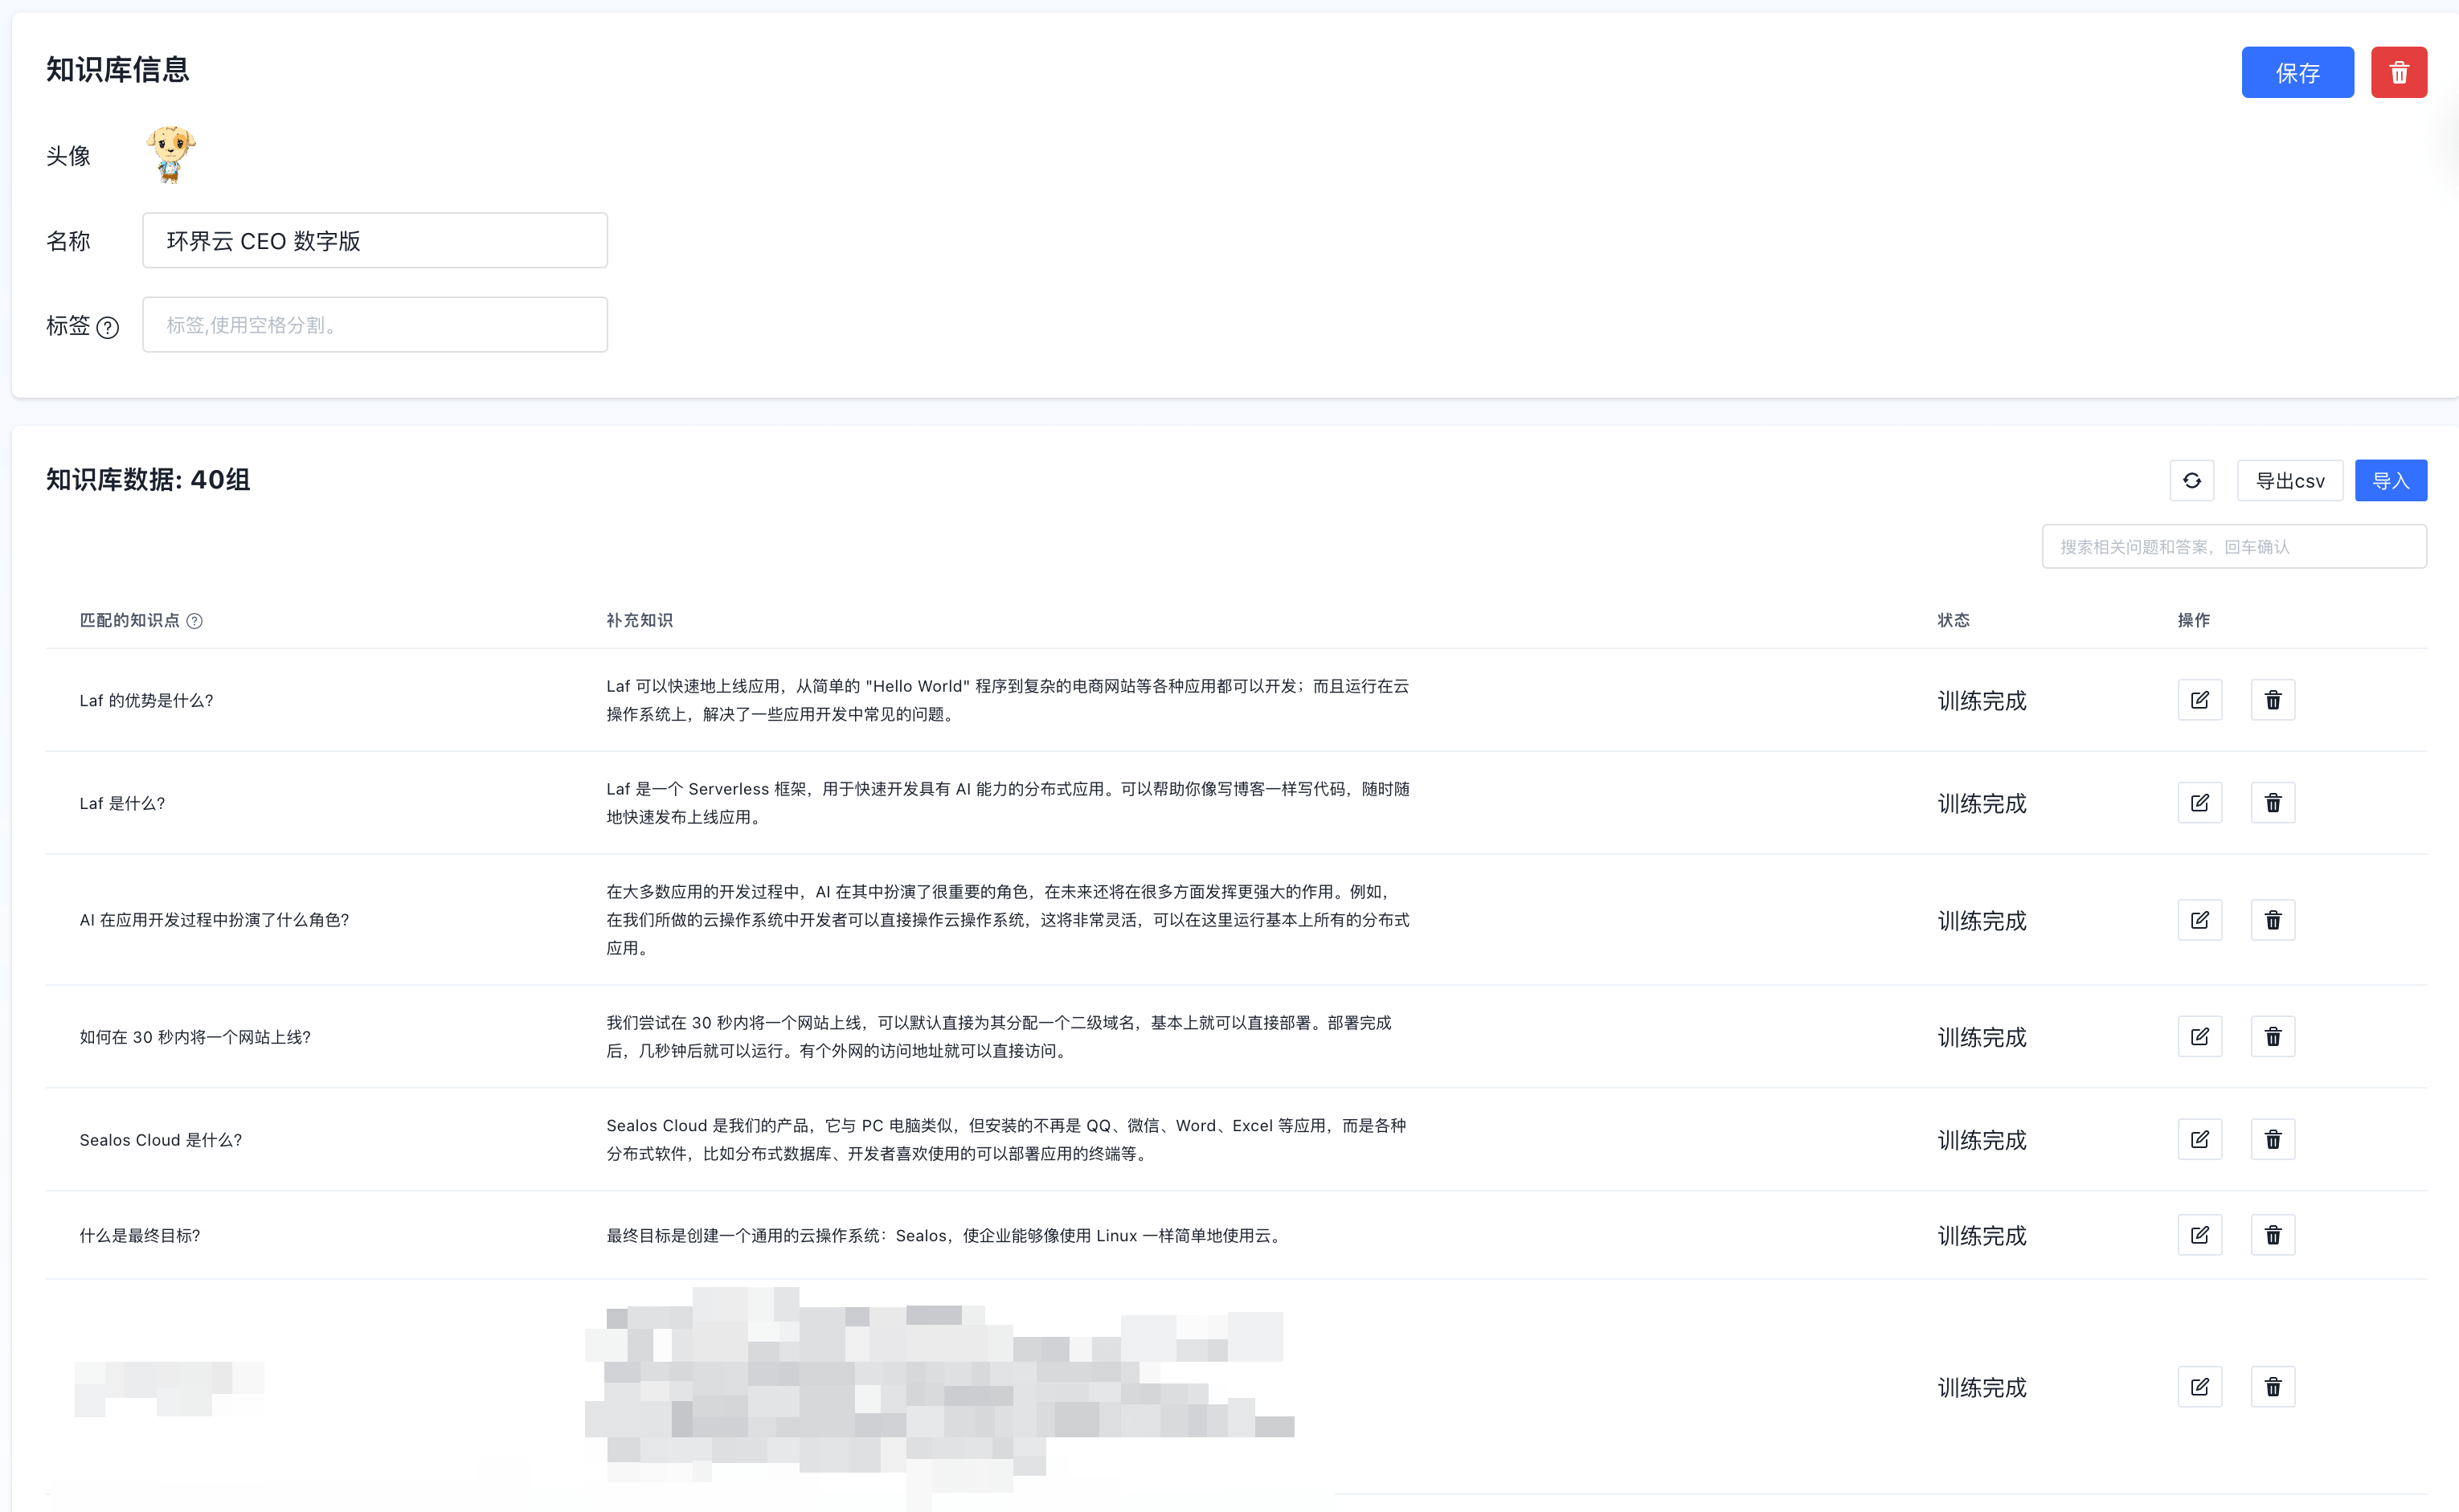 知识库信息
保存
头像
名称
环界云 CEO 数字版
标签
标签,使用空格分割。
知识库数据: 40组
导出csv
导入
搜索相关问题和答案，回车确认
匹配的知识点 补充知识 状态 操作
Laf 的优势是什么?
Laf 可以快速地上线应用，从简单的 "Hello World" 程序到复杂的电商网站等各种应用都可以开发；而且运行在云
操作系统上，解决了一些应用开发中常见的问题。
训练完成
Laf 是什么?
Laf 是一个 Serverless 框架，用于快速开发具有 AI 能力的分布式应用。可以帮助你像写博客一样写代码，随时随
地快速发布上线应用。
训练完成
AI 在应用开发过程中扮演了什么角色?
在大多数应用的开发过程中，AI 在其中扮演了很重要的角色，在未来还将在很多方面发挥更强大的作用。例如，
在我们所做的云操作系统中开发者可以直接操作云操作系统，这将非常灵活，可以在这里运行基本上所有的分布式
应用。
训练完成
如何在 30 秒内将一个网站上线?
我们尝试在 30 秒内将一个网站上线，可以默认直接为其分配一个二级域名，基本上就可以直接部署。部署完成
后，几秒钟后就可以运行。有个外网的访问地址就可以直接访问。
训练完成
Sealos Cloud 是什么?
Sealos Cloud 是我们的产品，它与 PC 电脑类似，但安装的不再是 QQ、微信、Word、Excel 等应用，而是各种
分布式软件，比如分布式数据库、开发者喜欢使用的可以部署应用的终端等。
训练完成
什么是最终目标?
最终目标是创建一个通用的云操作系统：Sealos，使企业能够像使用 Linux 一样简单地使用云。
训练完成
训练完成